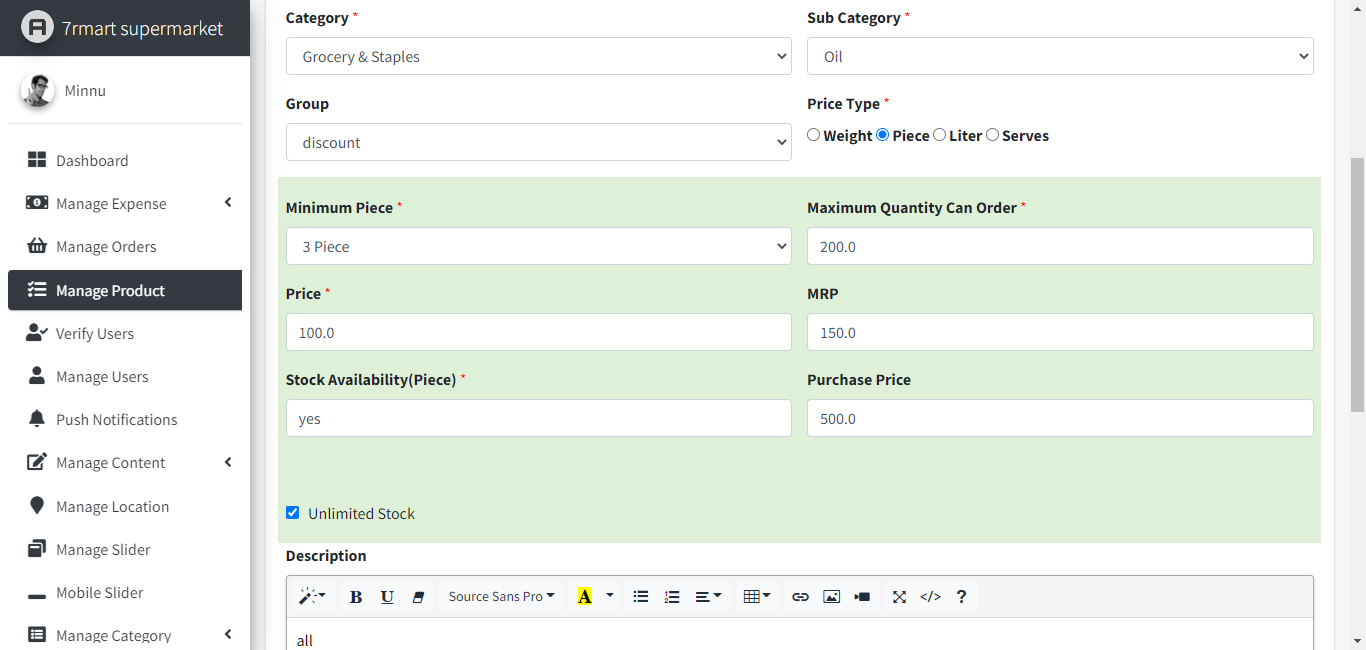 7rmart supermarket
Minnu
Dashboard
Manage Expense
Manage Orders
Manage Product
Verify Users
Manage Users
Push Notifications
Manage Content
Manage Location
Manage Slider
Mobile Slider
Manage Category
Category *
Sub Category *
Grocery & Staples
Oil
Group
Price Type *
discount
Weight Piece Liter Serves
Minimum Piece *
Maximum Quantity Can Order *
3 Piece
200.0
Price *
MRP
100.0
150.0
Stock Availability(Piece) *
Purchase Price
yes
500.0
Unlimited Stock
Description
B U Source Sans Pro A </> ?
all